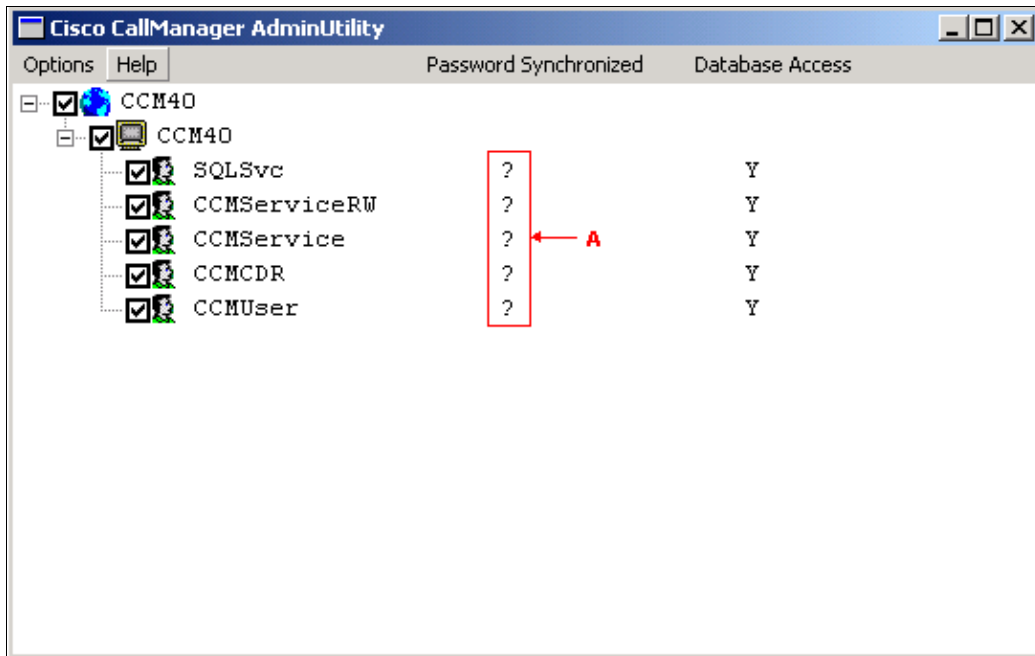 Cisco CallManager AdminUtility
Options Help Password Synchronized Database Access
CCM40
CCM40
SQLSvc ? Y
CCMServiceRW ? Y
CCMService ? A Y
CCMCDR ? Y
CCMUser ? Y